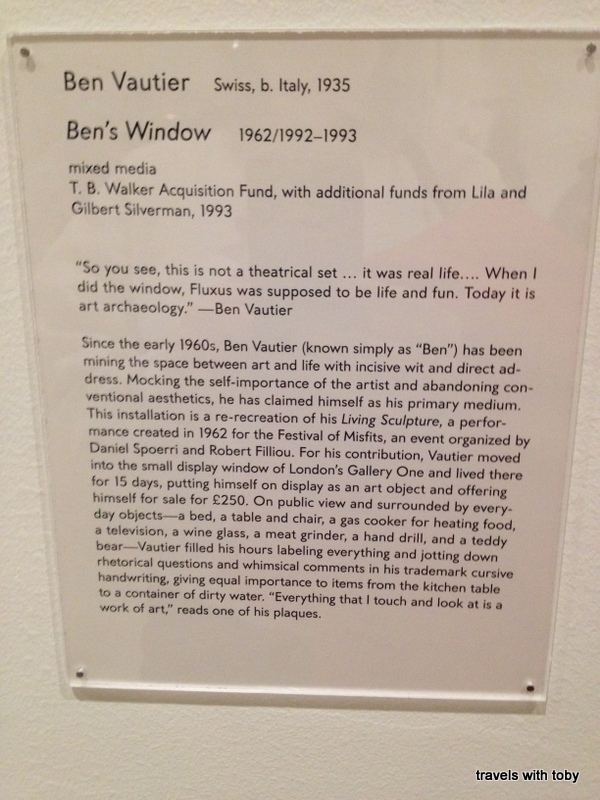 Ben Vautier Swiss, b. Italy, 1935
Ben's Window 1962/1992–1993
mixed media
T. B. Walker Acquisition Fund, with additional funds from Lila and
Gilbert Silverman, 1993
"So you see, this is not a theatrical set ... it was real life.... When I
did the window, Fluxus was supposed to be life and fun. Today it is
art archaeology." —Ben Vautier
Since the early 1960s, Ben Vautier (known simply as "Ben") has been
mining the space between art and life with incisive wit and direct ad-
dress. Mocking the self-importance of the artist and abandoning con-
ventional aesthetics, he has claimed himself as his primary medium.
This installation is a re-recreation of his Living Sculpture, a perfor-
mance created in 1962 for the Festival of Misfits, an event organized by
Daniel Spoerri and Robert Filliou. For his contribution, Vautier moved
into the small display window of London's Gallery One and lived there
for 15 days, putting himself on display as an art object and offering
himself for sale for £250. On public view and surrounded by every-
day objects—a bed, a table and chair, a gas cooker for heating food,
a television, a wine glass, a meat grinder, a hand drill, and a teddy
bear—Vautier filled his hours labeling everything and jotting down
rhetorical questions and whimsical comments in his trademark cursive
handwriting, giving equal importance to items from the kitchen table
to a container of dirty water. "Everything that I touch and look at is a
work of art," reads one of his plaques.
travels with toby